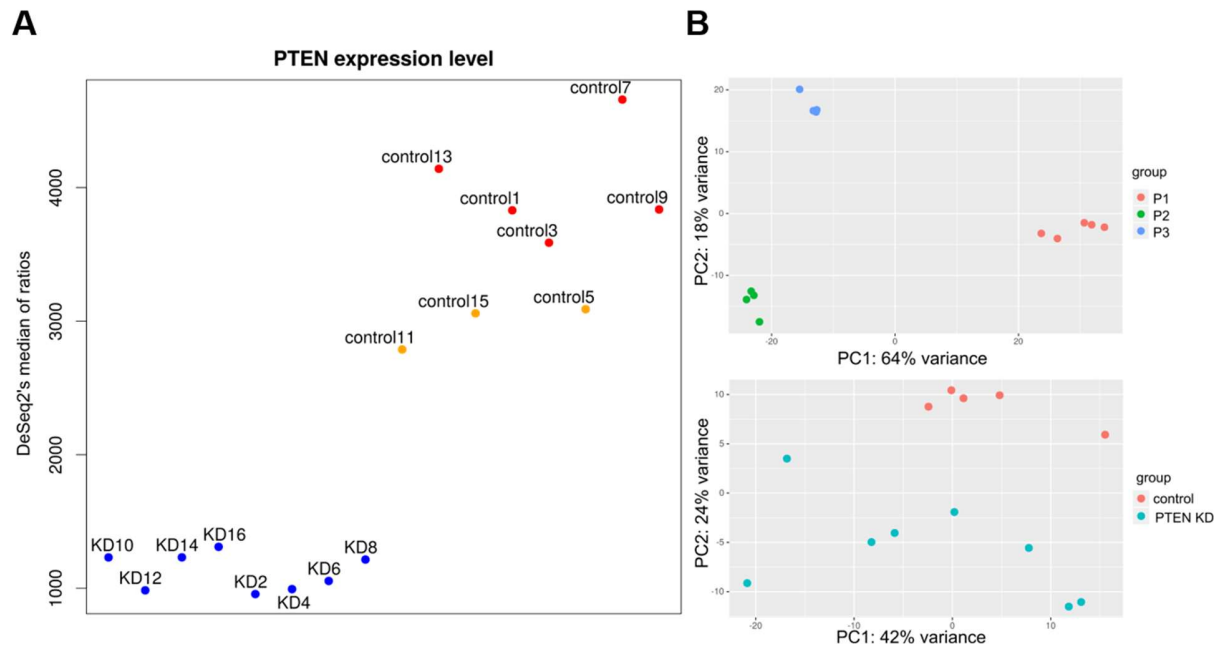 A
PTEN expression level
DeSeq2's median of ratios
4000
3000
2000
1000
control7
control13
control1
control9
control3
control15
control5
control11
KD10
KD14
KD16
KD8
KD12
KD2
KD6
KD4
B
PC2: 18% variance
20
10
0
-10
-20
0
20
PC1: 64% variance
group
P1
P2
P3
PC2: 24% variance
10
5
0
-5
-10
-20
-10
0
10
PC1: 42% variance
group
control
PTEN KD